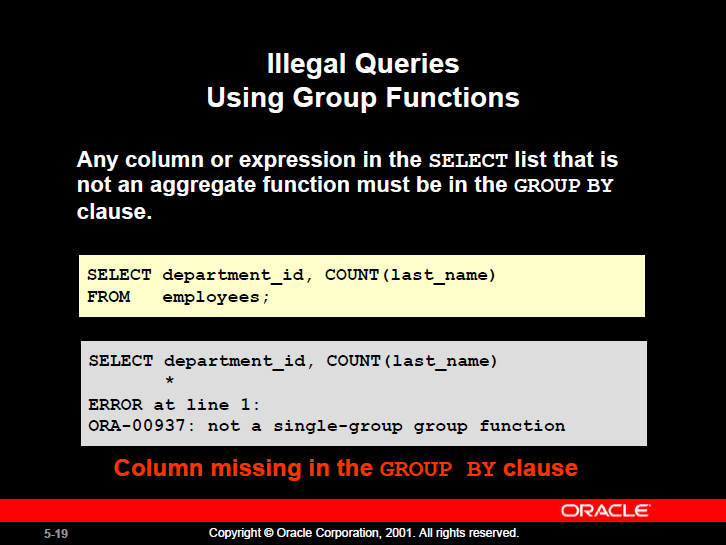 Illegal Queries
Using Group Functions
Any column or expression in the SELECT list that is
not an aggregate function must be in the GROUP BY
clause.
SELECT department_id, COUNT(last_name)
FROM   employees;
SELECT department_id, COUNT(last_name)
       *
ERROR at line 1:
ORA-00937: not a single-group group function
Column missing in the GROUP BY clause
ORACLE
5-19
Copyright © Oracle Corporation, 2001. All rights reserved.